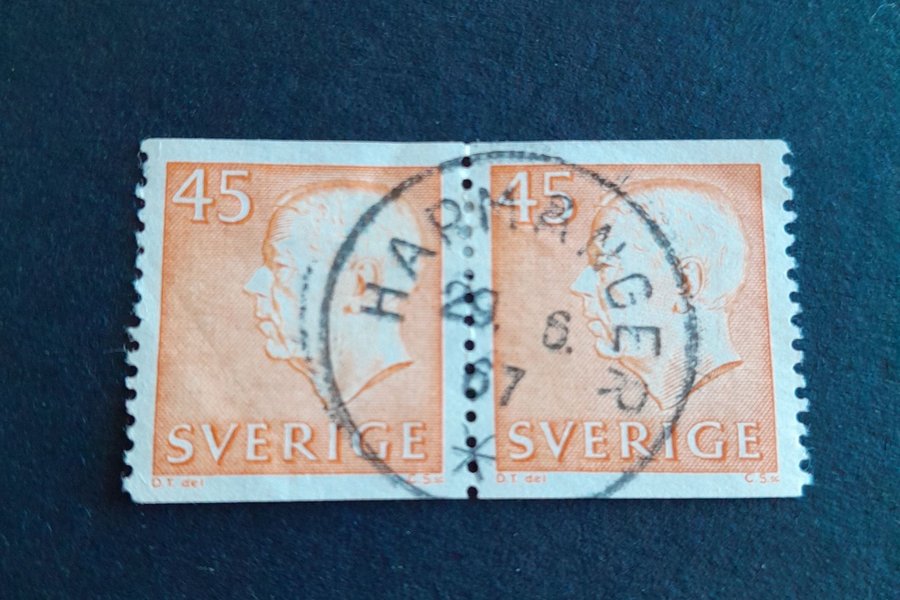 45 45
HARMÅNGER
29. 6.
67
SVERIGE SVERIGE
D.T. del C.S.sc D.T. del C.S.sc